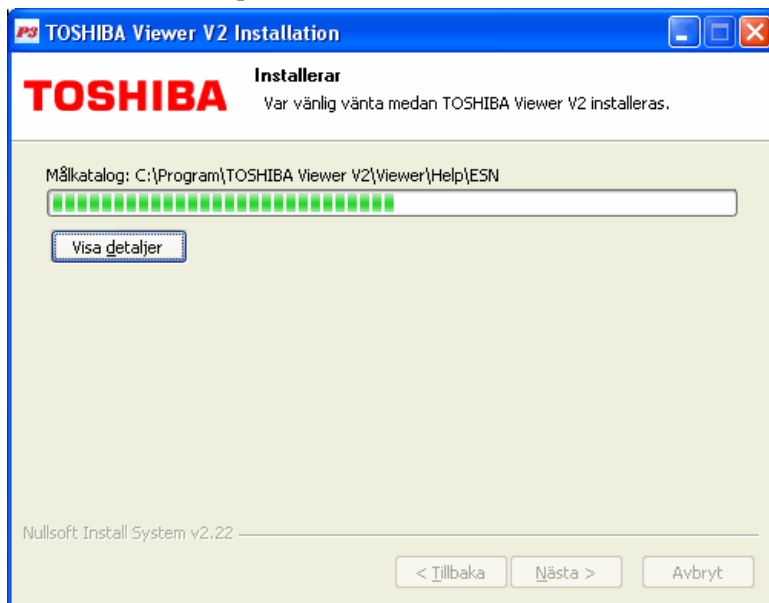 P3 TOSHIBA Viewer V2 Installation
TOSHIBA
Installerar
Var vänlig vänta medan TOSHIBA Viewer V2 installeras.
Målkatalog: C:\Program\TOSHIBA Viewer V2\Viewer\Help\ESN
Visa detaljer
Nullsoft Install System v2.22
< Tillbaka
Nästa >
Avbryt